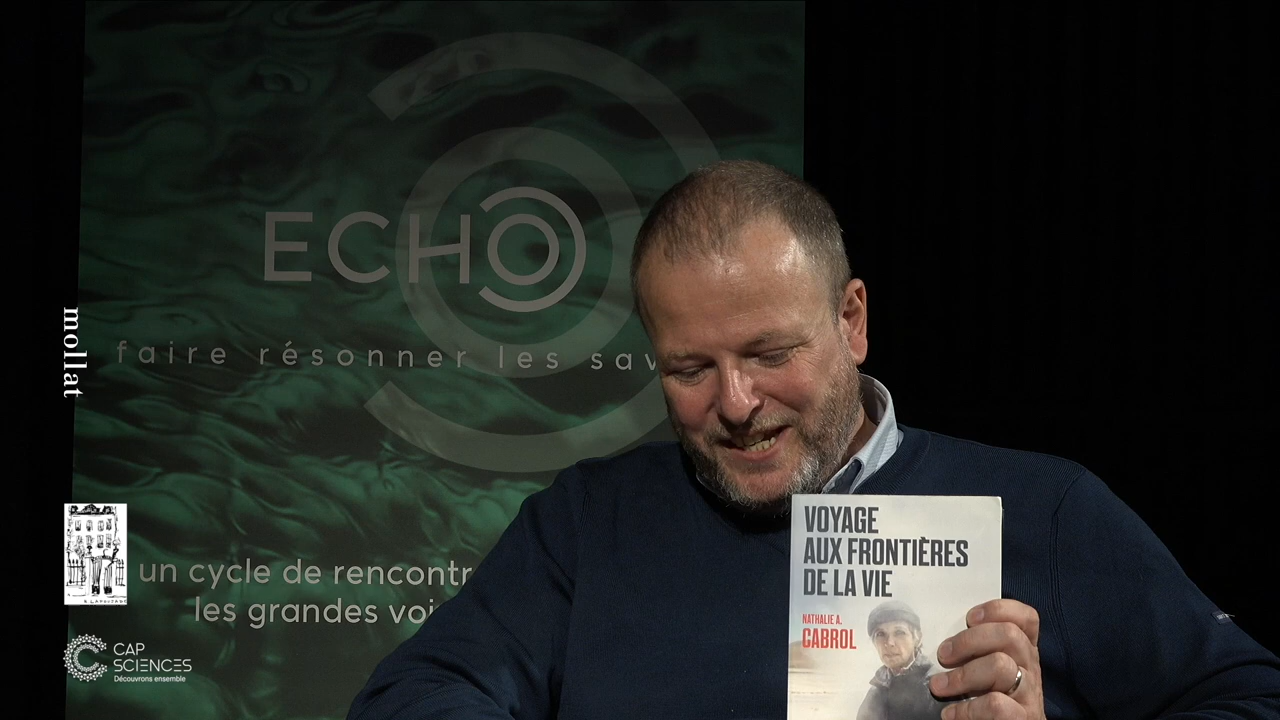 ECHO
faire résonner les sav
un cycle de rencontr
les grandes voi
mollat
CAP
SCIENCES
Découvrons ensemble
VOYAGE
AUX FRONTIÈRES
DE LA VIE
NATHALIE A.
CABROL